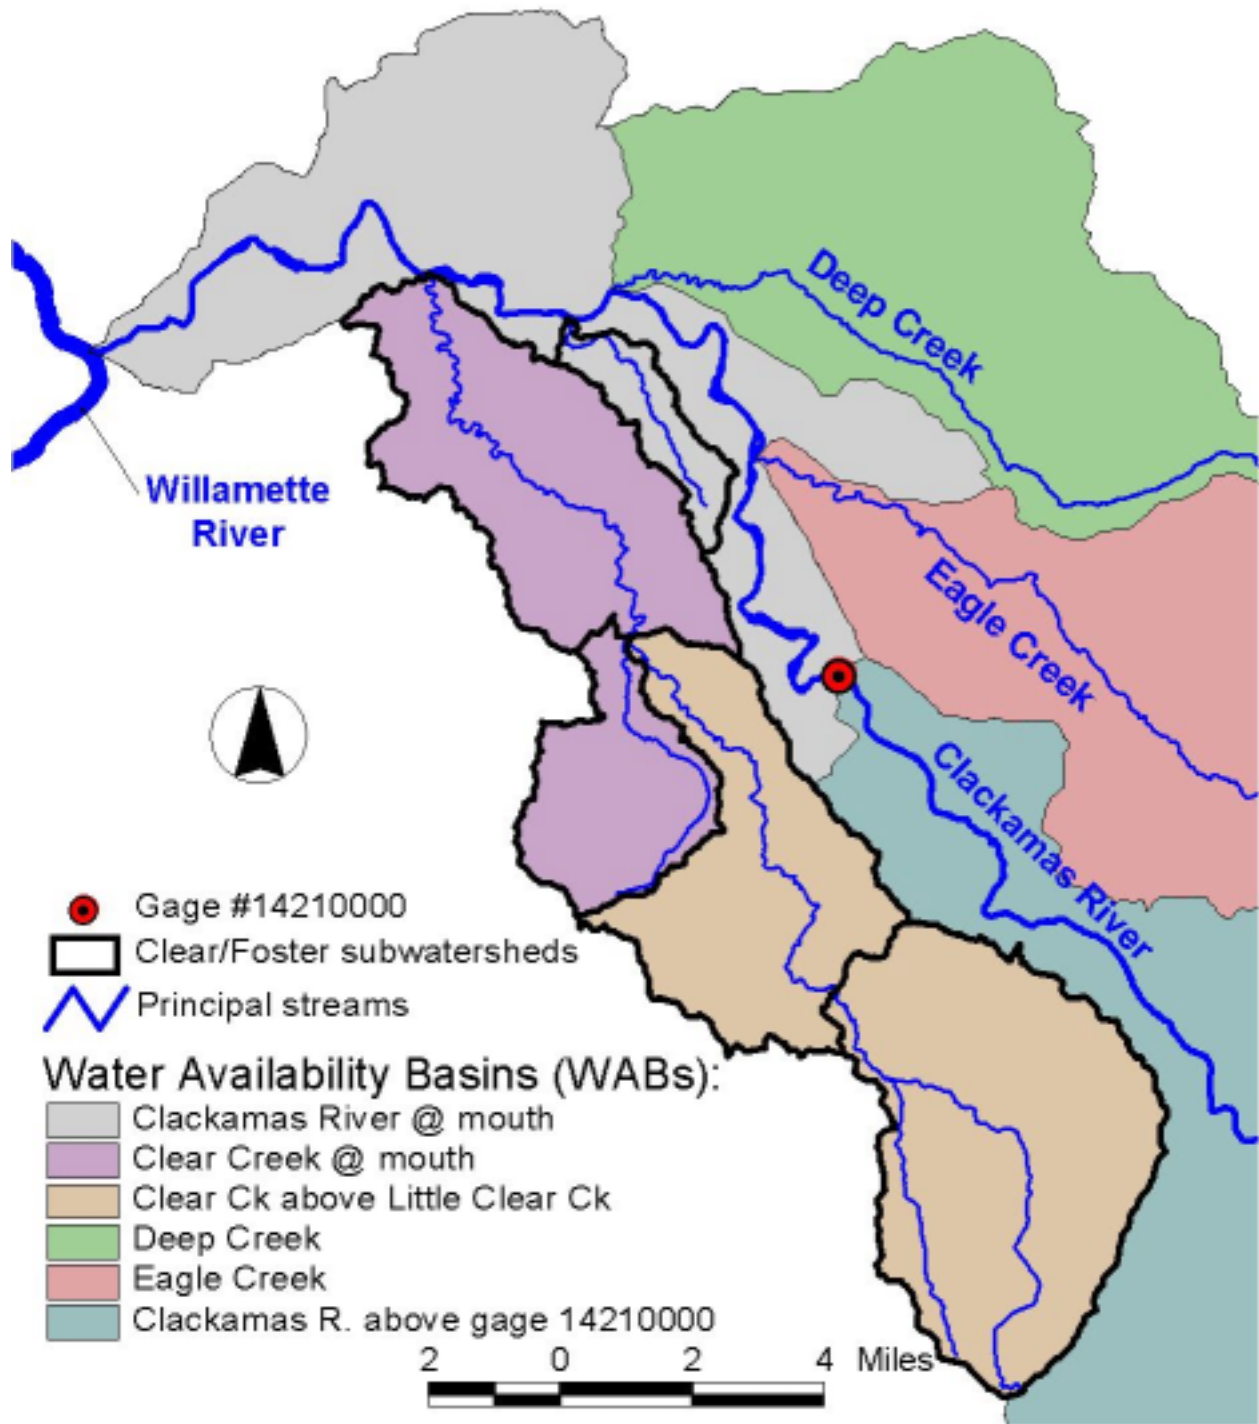 Deep Creek
Willamette
River
Eagle Creek
Clackamas River
Gage #14210000
Clear/Foster subwatersheds
Principal streams
Water Availability Basins (WABs):
Clackamas River @ mouth
Clear Creek @ mouth
Clear Ck above Little Clear Ck
Deep Creek
Eagle Creek
Clackamas R. above gage 14210000
2 0 2 4 Miles